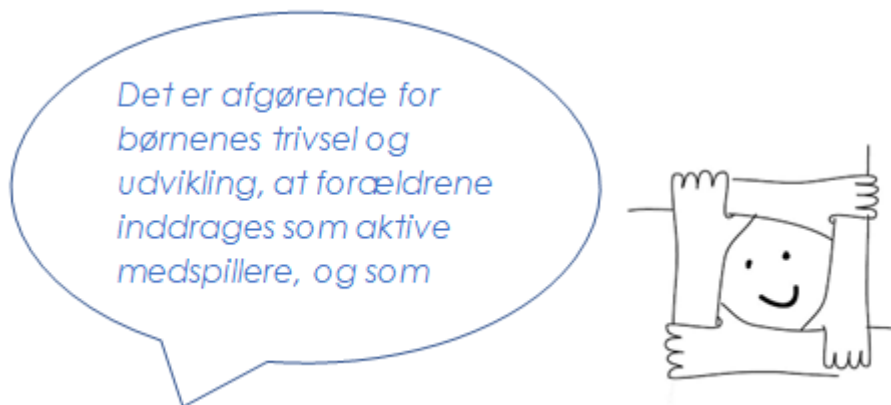 Det er afgørende for
børnenes trivsel og
udvikling, at forældrene
inddrages som aktive
medspillere, og som